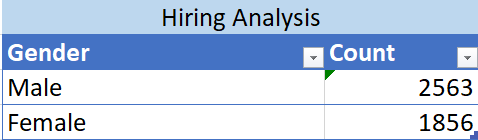 Hiring Analysis
Gender Count
Male 2563
Female 1856